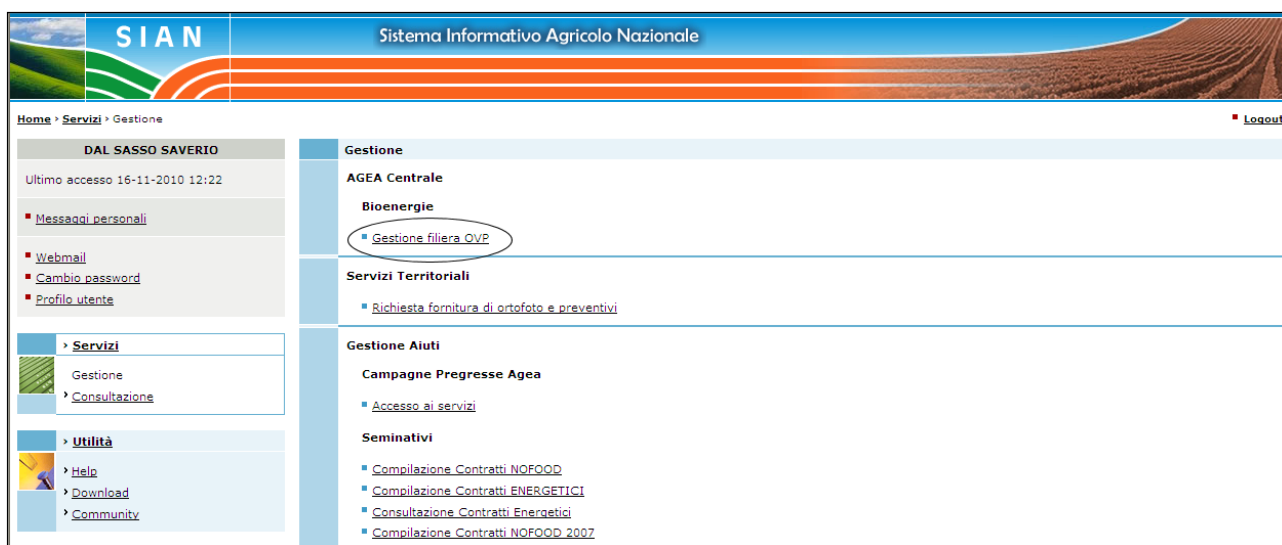 SIAN
Sistema Informativo Agricolo Nazionale
Home › Servizi › Gestione
Logout
DAL SASSO SAVERIO
Ultimo accesso 16-11-2010 12:22
Messaggi personali
Webmail
Cambio password
Profilo utente
› Servizi
Gestione
› Consultazione
› Utilità
› Help
› Download
› Community
Gestione
AGEA Centrale
Bioenergie
Gestione filiera OVP
Servizi Territoriali
Richiesta fornitura di ortofoto e preventivi
Gestione Aiuti
Campagne Pregresse Agea
Accesso ai servizi
Seminativi
Compilazione Contratti NOFOOD
Compilazione Contratti ENERGETICI
Consultazione Contratti Energetici
Compilazione Contratti NOFOOD 2007